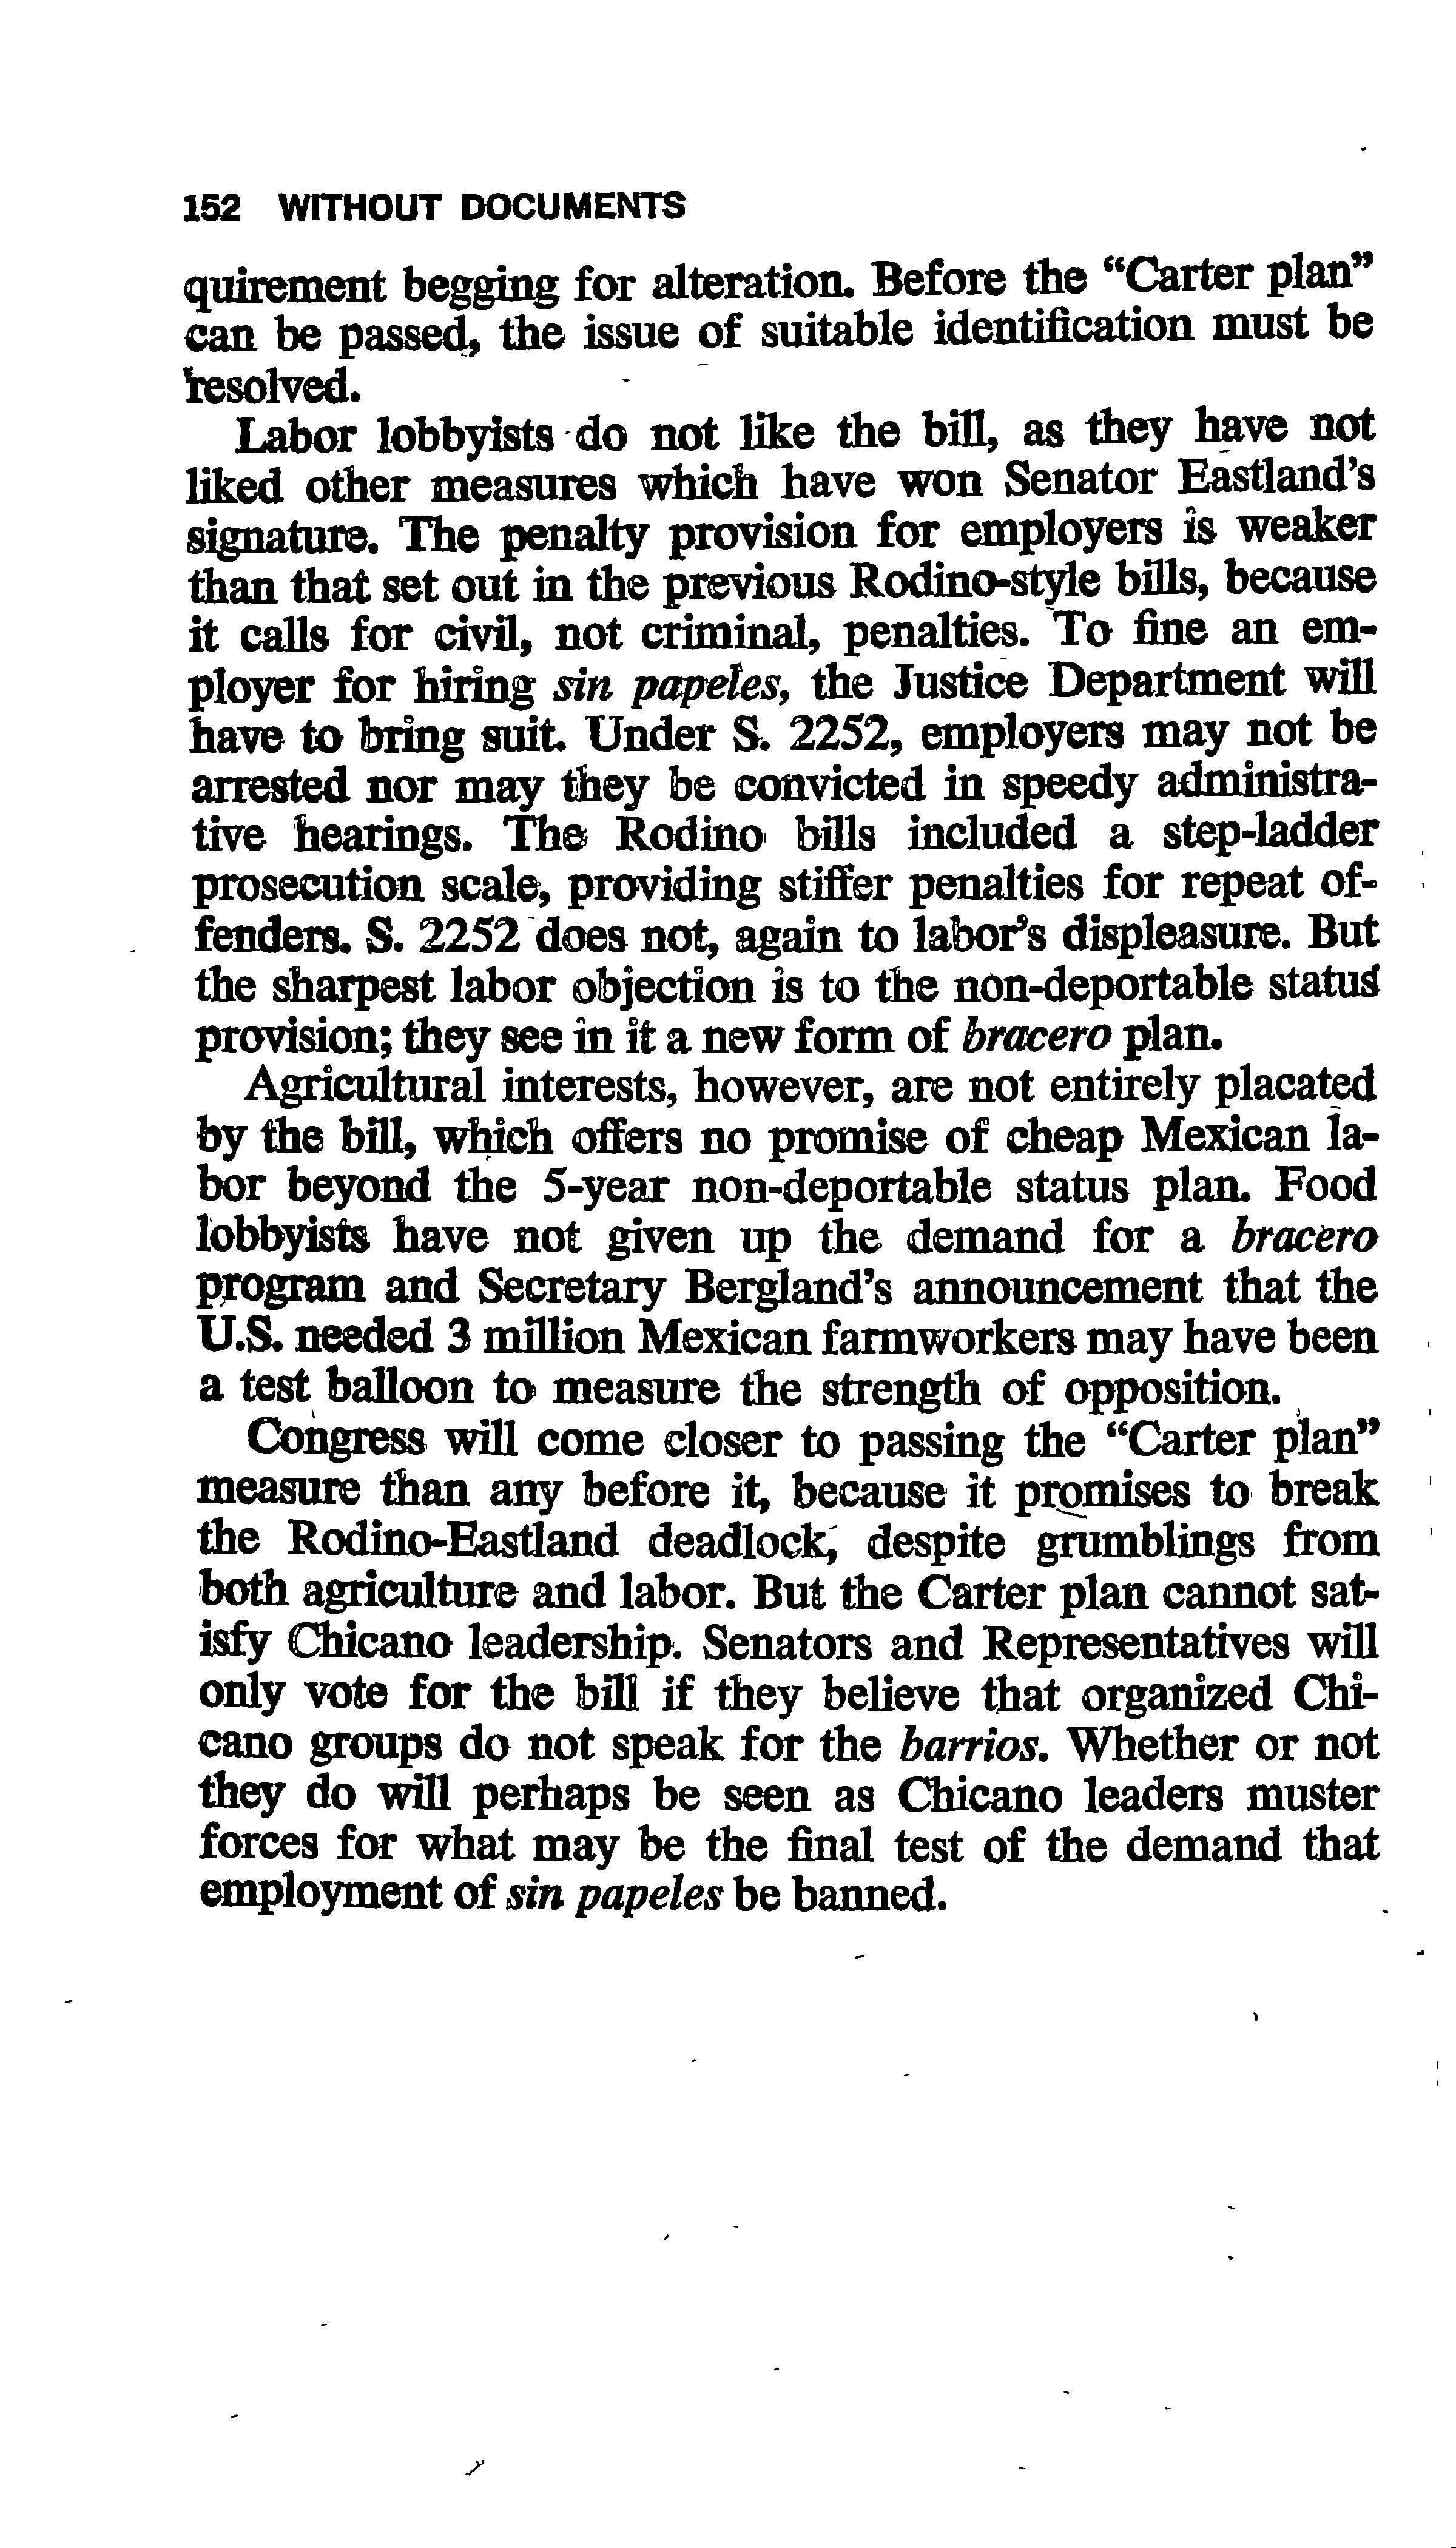 152 WITHOUT DOCUMENTS
quirement begging for alteration. Before the “Carter plan”
can be passed, the issue of suitable identification must be
resolved.
Labor lobbyists do not like the bill, as they have not
liked other measures which have won Senator Eastland’s
signature. The penalty provision for employers is weaker
than that set out in the previous Rodino-style bills, because
it calls for civil, not criminal, penalties. To fine an em-
ployer for hiring sin papeles, the Justice Department will
have to bring suit. Under S. 2252, employers may not be
arrested nor may they be convicted in speedy administra-
tive hearings. The Rodino bills included a step-ladder
prosecution scale, providing stiffer penalties for repeat of-
fenders. S. 2252 does not, again to labor’s displeasure. But
the sharpest labor objection is to the non-deportable status
provision; they see in it a new form of bracero plan.
Agricultural interests, however, are not entirely placated
by the bill, which offers no promise of cheap Mexican la-
bor beyond the 5-year non-deportable status plan. Food
lobbyists have not given up the demand for a bracero
program and Secretary Bergland’s announcement that the
U.S. needed 3 million Mexican farmworkers may have been
a test balloon to measure the strength of opposition.
Congress will come closer to passing the “Carter plan”
measure than any before it, because it promises to break
the Rodino-Eastland deadlock, despite grumblings from
both agriculture and labor. But the Carter plan cannot sat-
isfy Chicano leadership. Senators and Representatives will
only vote for the bill if they believe that organized Chi-
cano groups do not speak for the barrios. Whether or not
they do will perhaps be seen as Chicano leaders muster
forces for what may be the final test of the demand that
employment of sin papeles be banned.